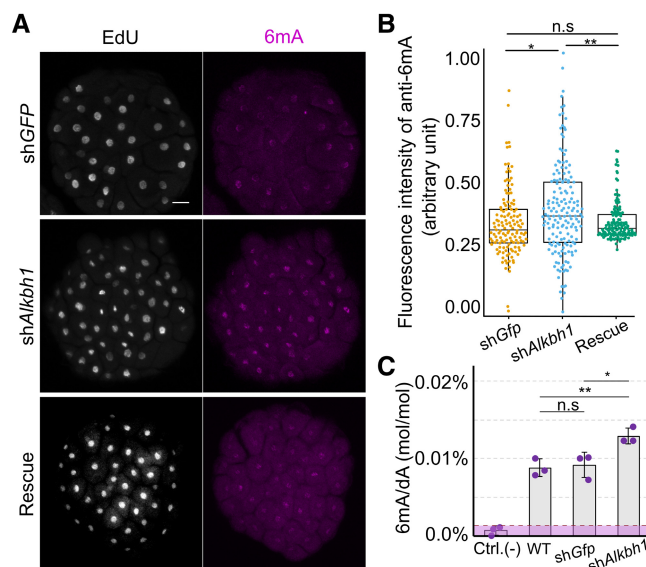 A
EdU
6mA
shGFP
shAlkbh1
Rescue
B
n.s
*
**
Fluorescence intensity of anti-6mA
(arbitrary unit)
1.00
0.75
0.50
0.25
0.00
shGfp
shAlkbh1
Rescue
C
*
**
n.s
6mA/dA (mol/mol)
0.02%
0.01%
0.0%
Ctrl.(-)
WT
shGfp
shAlkbh1